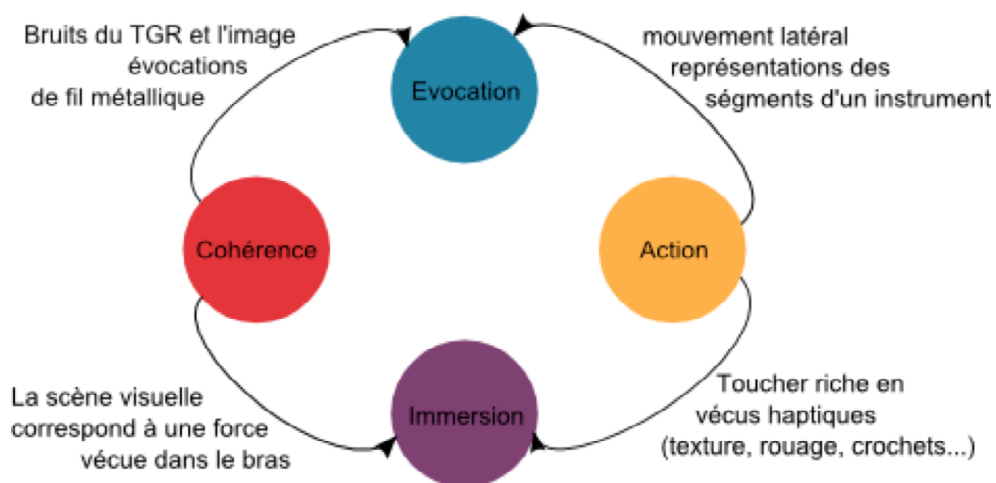 Bruits du TGR et l'image
évocations
de fil métallique
Evocation
mouvement latéral
représentations des
ségments d'un instrument
Cohérence
Action
La scène visuelle
correspond à une force
vécue dans le bras
Immersion
Toucher riche en
vécus haptiques
(texture, rouage, crochets...)